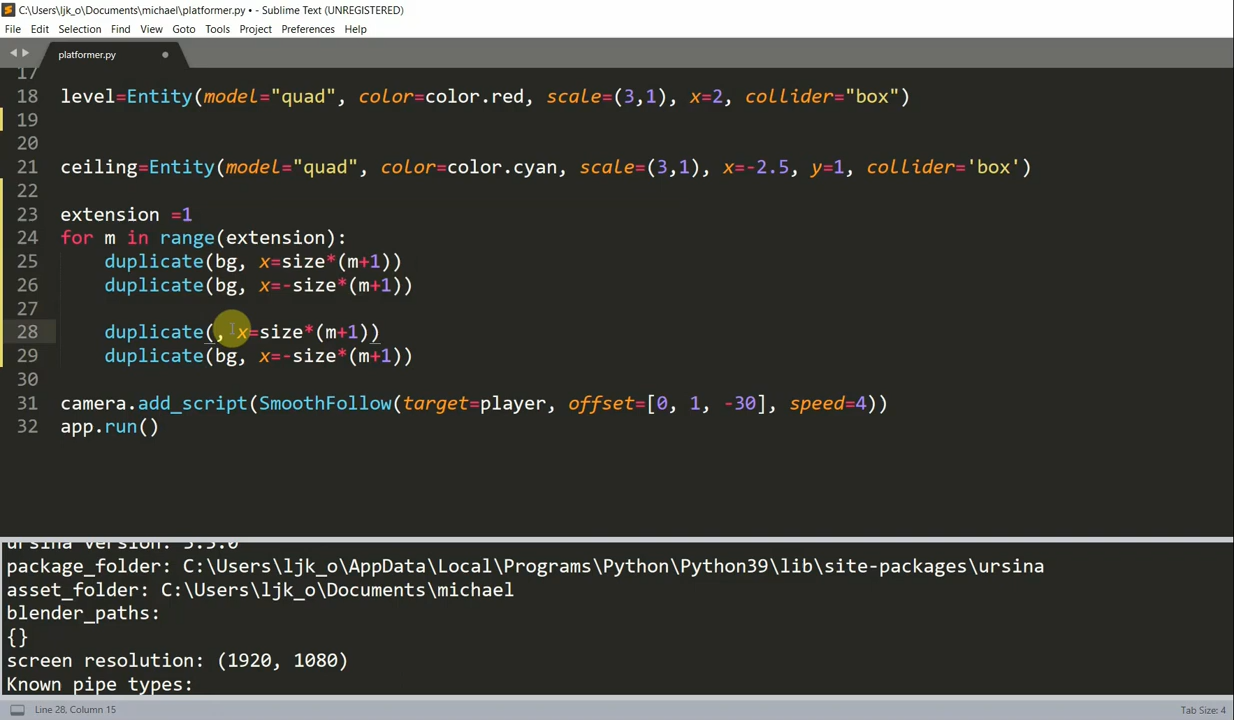 C:\Users\ljk_o\Documents\michael\platformer.py • - Sublime Text (UNREGISTERED)
File Edit Selection Find View Goto Tools Project Preferences Help
platformer.py
17
18 level=Entity(model="quad", color=color.red, scale=(3,1), x=2, collider="box")
19
20
21 ceiling=Entity(model="quad", color=color.cyan, scale=(3,1), x=-2.5, y=1, collider='box')
22
23 extension =1
24 for m in range(extension):
25 duplicate(bg, x=size*(m+1))
26 duplicate(bg, x=-size*(m+1))
27
28 duplicate(, x=size*(m+1))
29 duplicate(bg, x=-size*(m+1))
30
31 camera.add_script(SmoothFollow(target=player, offset=[0, 1, -30], speed=4))
32 app.run()
ursina version: 3.5.0
package_folder: C:\Users\ljk_o\AppData\Local\Programs\Python\Python39\lib\site-packages\ursina
asset_folder: C:\Users\ljk_o\Documents\michael
blender_paths:
{}
screen resolution: (1920, 1080)
Known pipe types:
Line 28, Column 15
Tab Size: 4